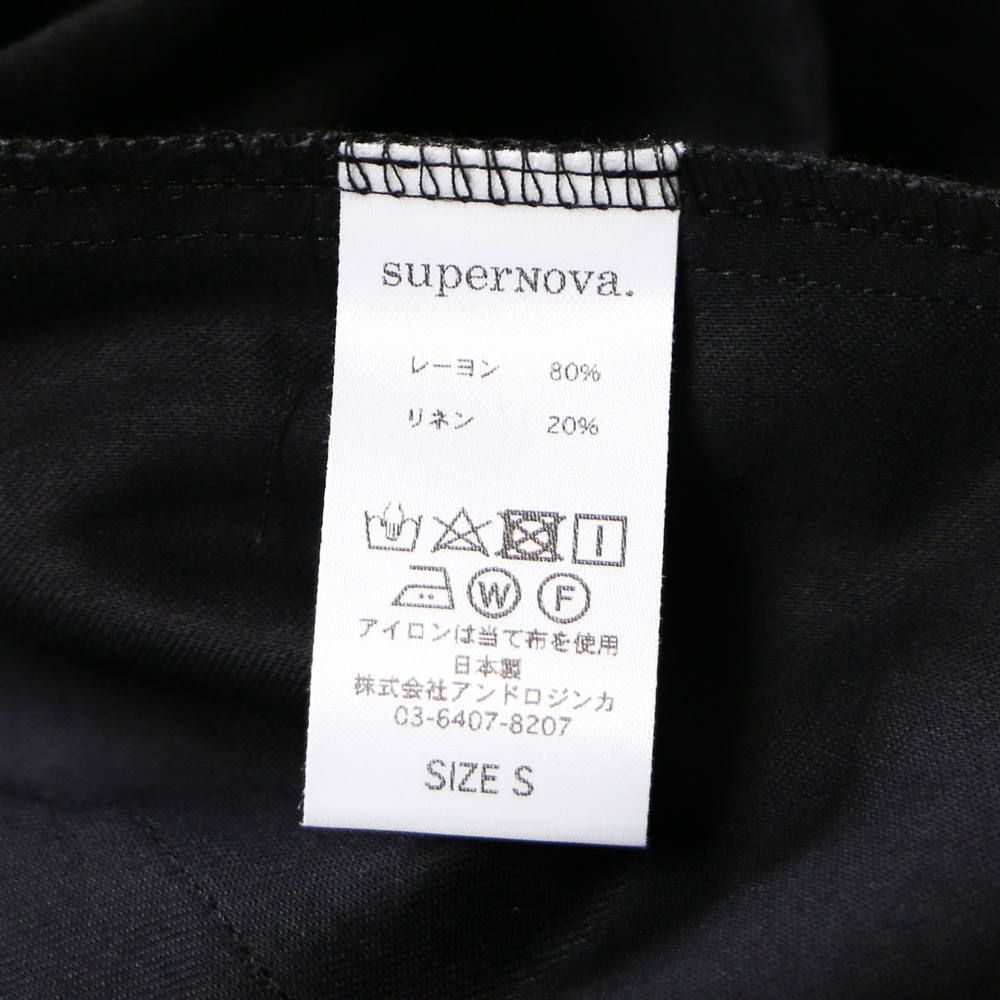 superNova.
レーヨン 80%
リネン 20%
W F
アイロンは当て布を使用
日本製
株式会社アンドロジンカ
03-6407-8207
SIZE S